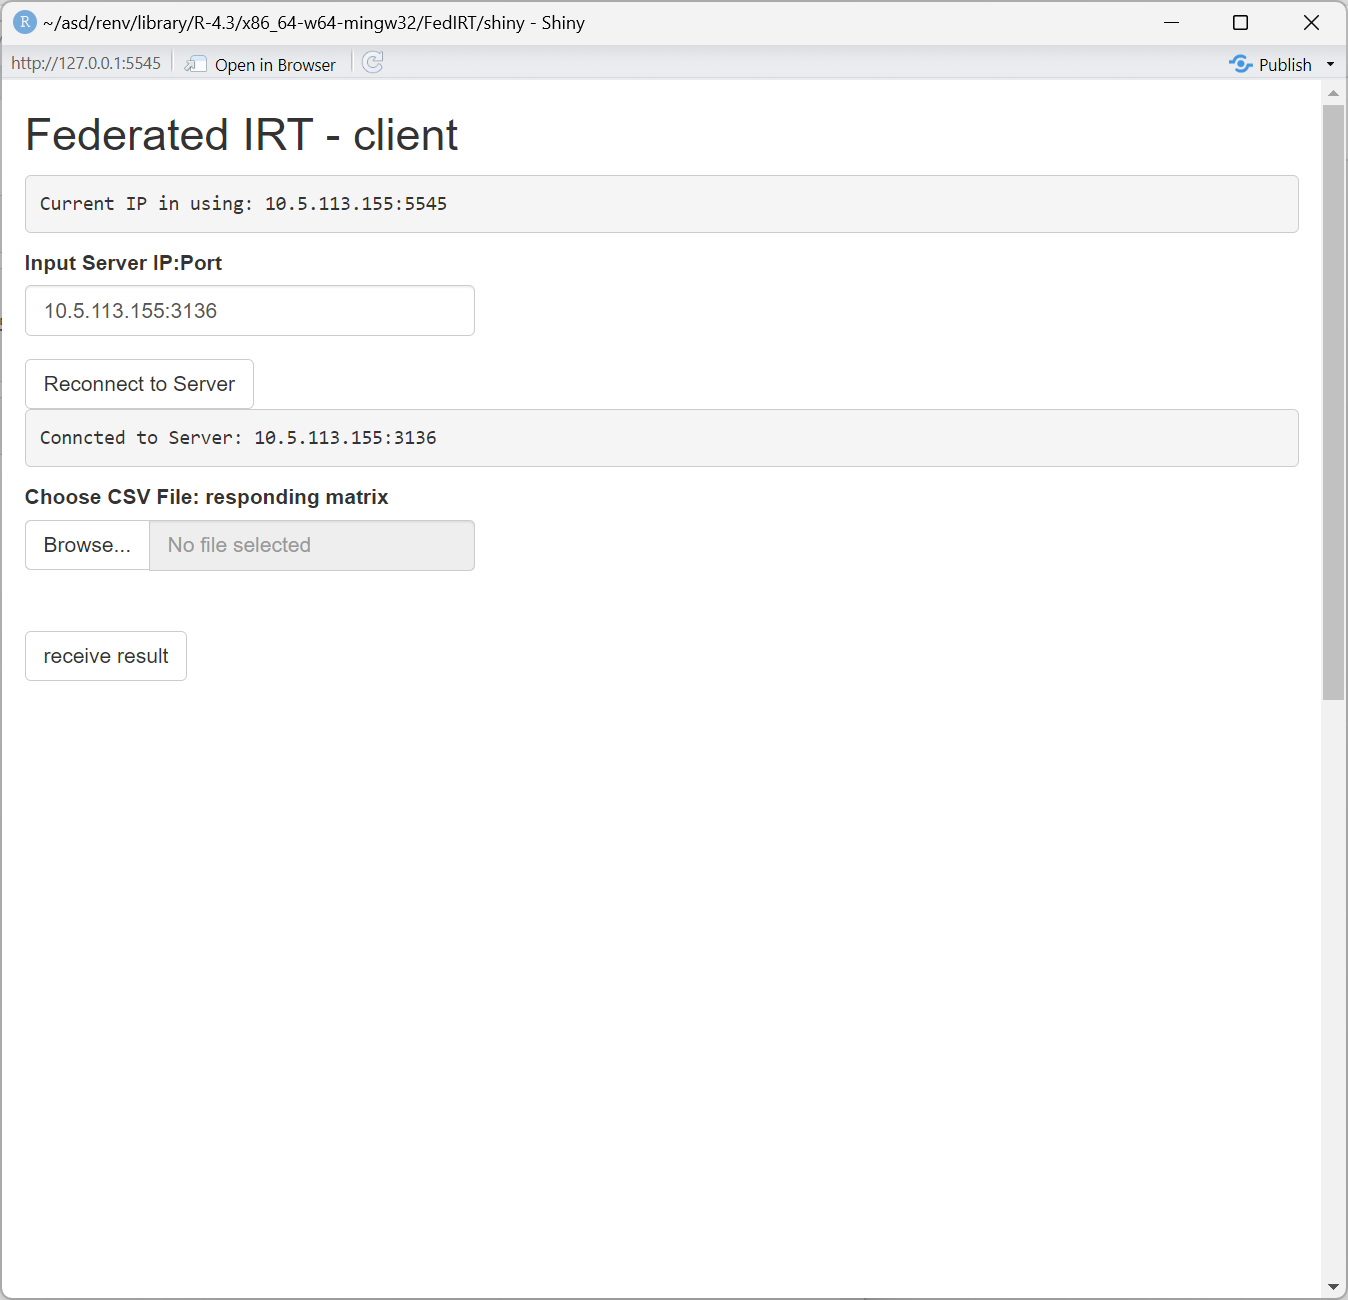 R ~/asd/renv/library/R-4.3/x86_64-w64-mingw32/FedIRT/shiny - Shiny
http://127.0.0.1:5545 Open in Browser Publish
Federated IRT - client
Current IP in using: 10.5.113.155:5545
Input Server IP:Port
10.5.113.155:3136
Reconnect to Server
Conncted to Server: 10.5.113.155:3136
Choose CSV File: responding matrix
Browse... No file selected
receive result